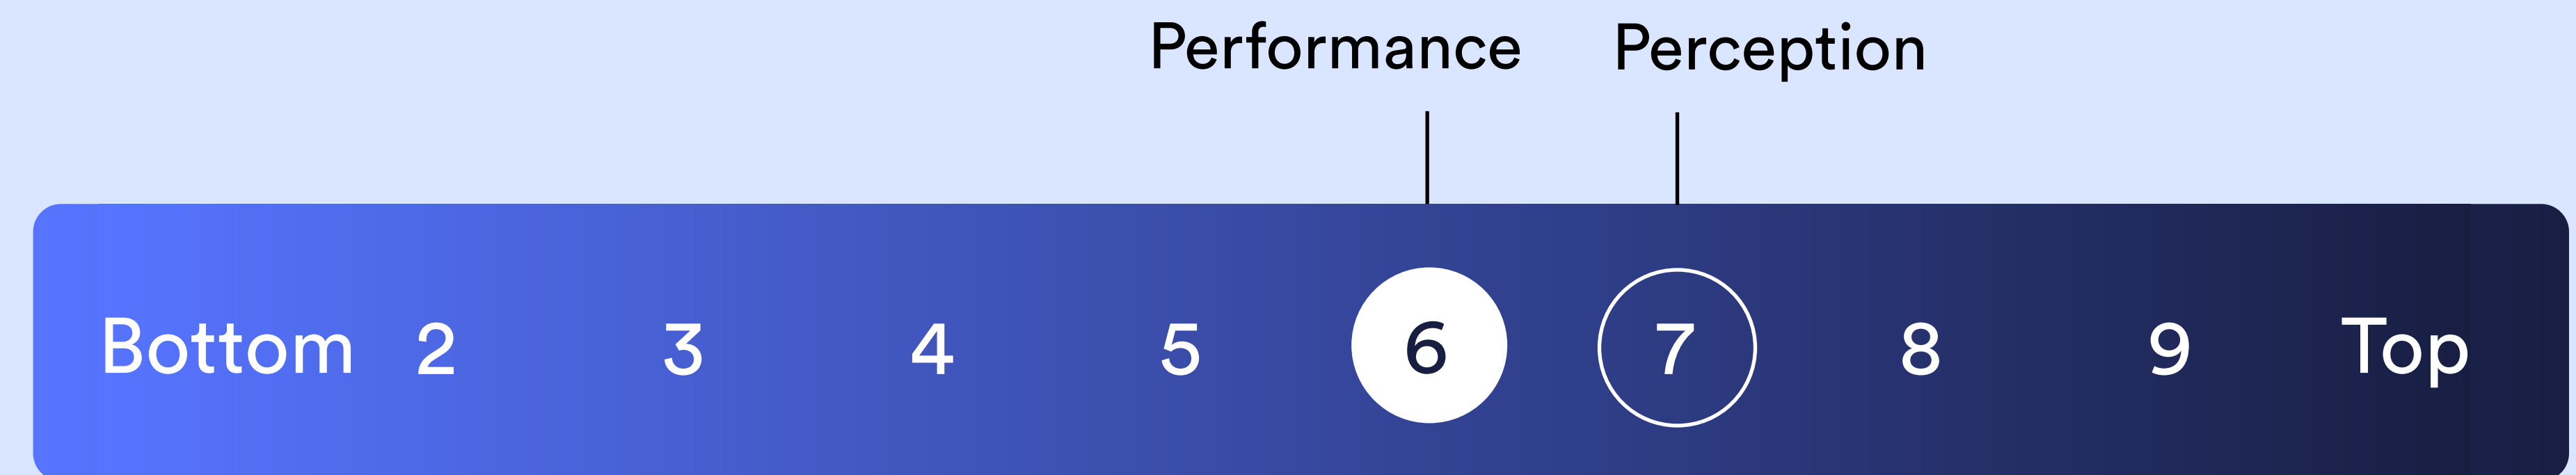 Performance Perception
Bottom 2 3 4 5 6 7 8 9 Top